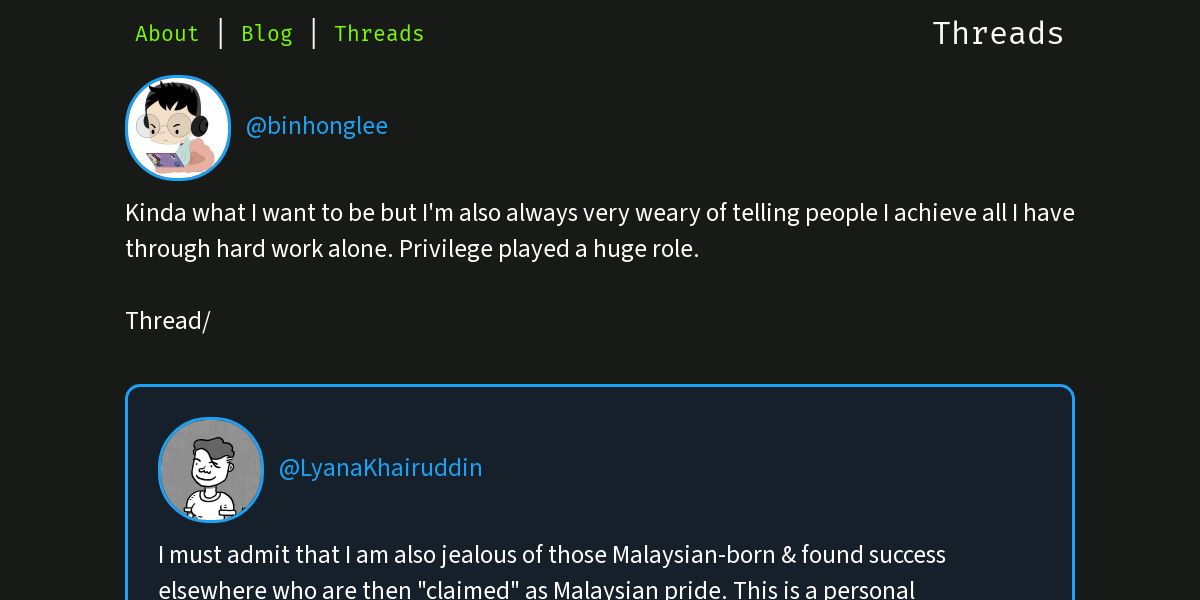 About | Blog | Threads Threads
@binhonglee
Kinda what I want to be but I'm also always very weary of telling people I achieve all I have
through hard work alone. Privilege played a huge role.
Thread/
@LyanaKhairuddin
I must admit that I am also jealous of those Malaysian-born & found success
elsewhere who are then "claimed" as Malaysian pride. This is a personal